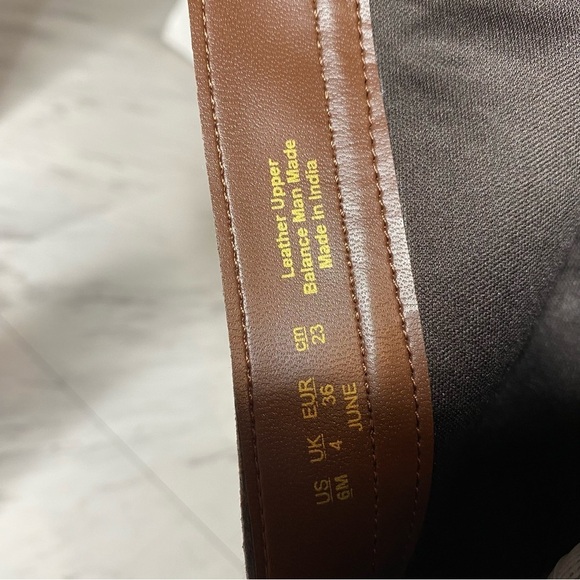 Leather Upper
Balance Man Made
Made in India
US UK EUR cm
6M 4 36 23
JUNE